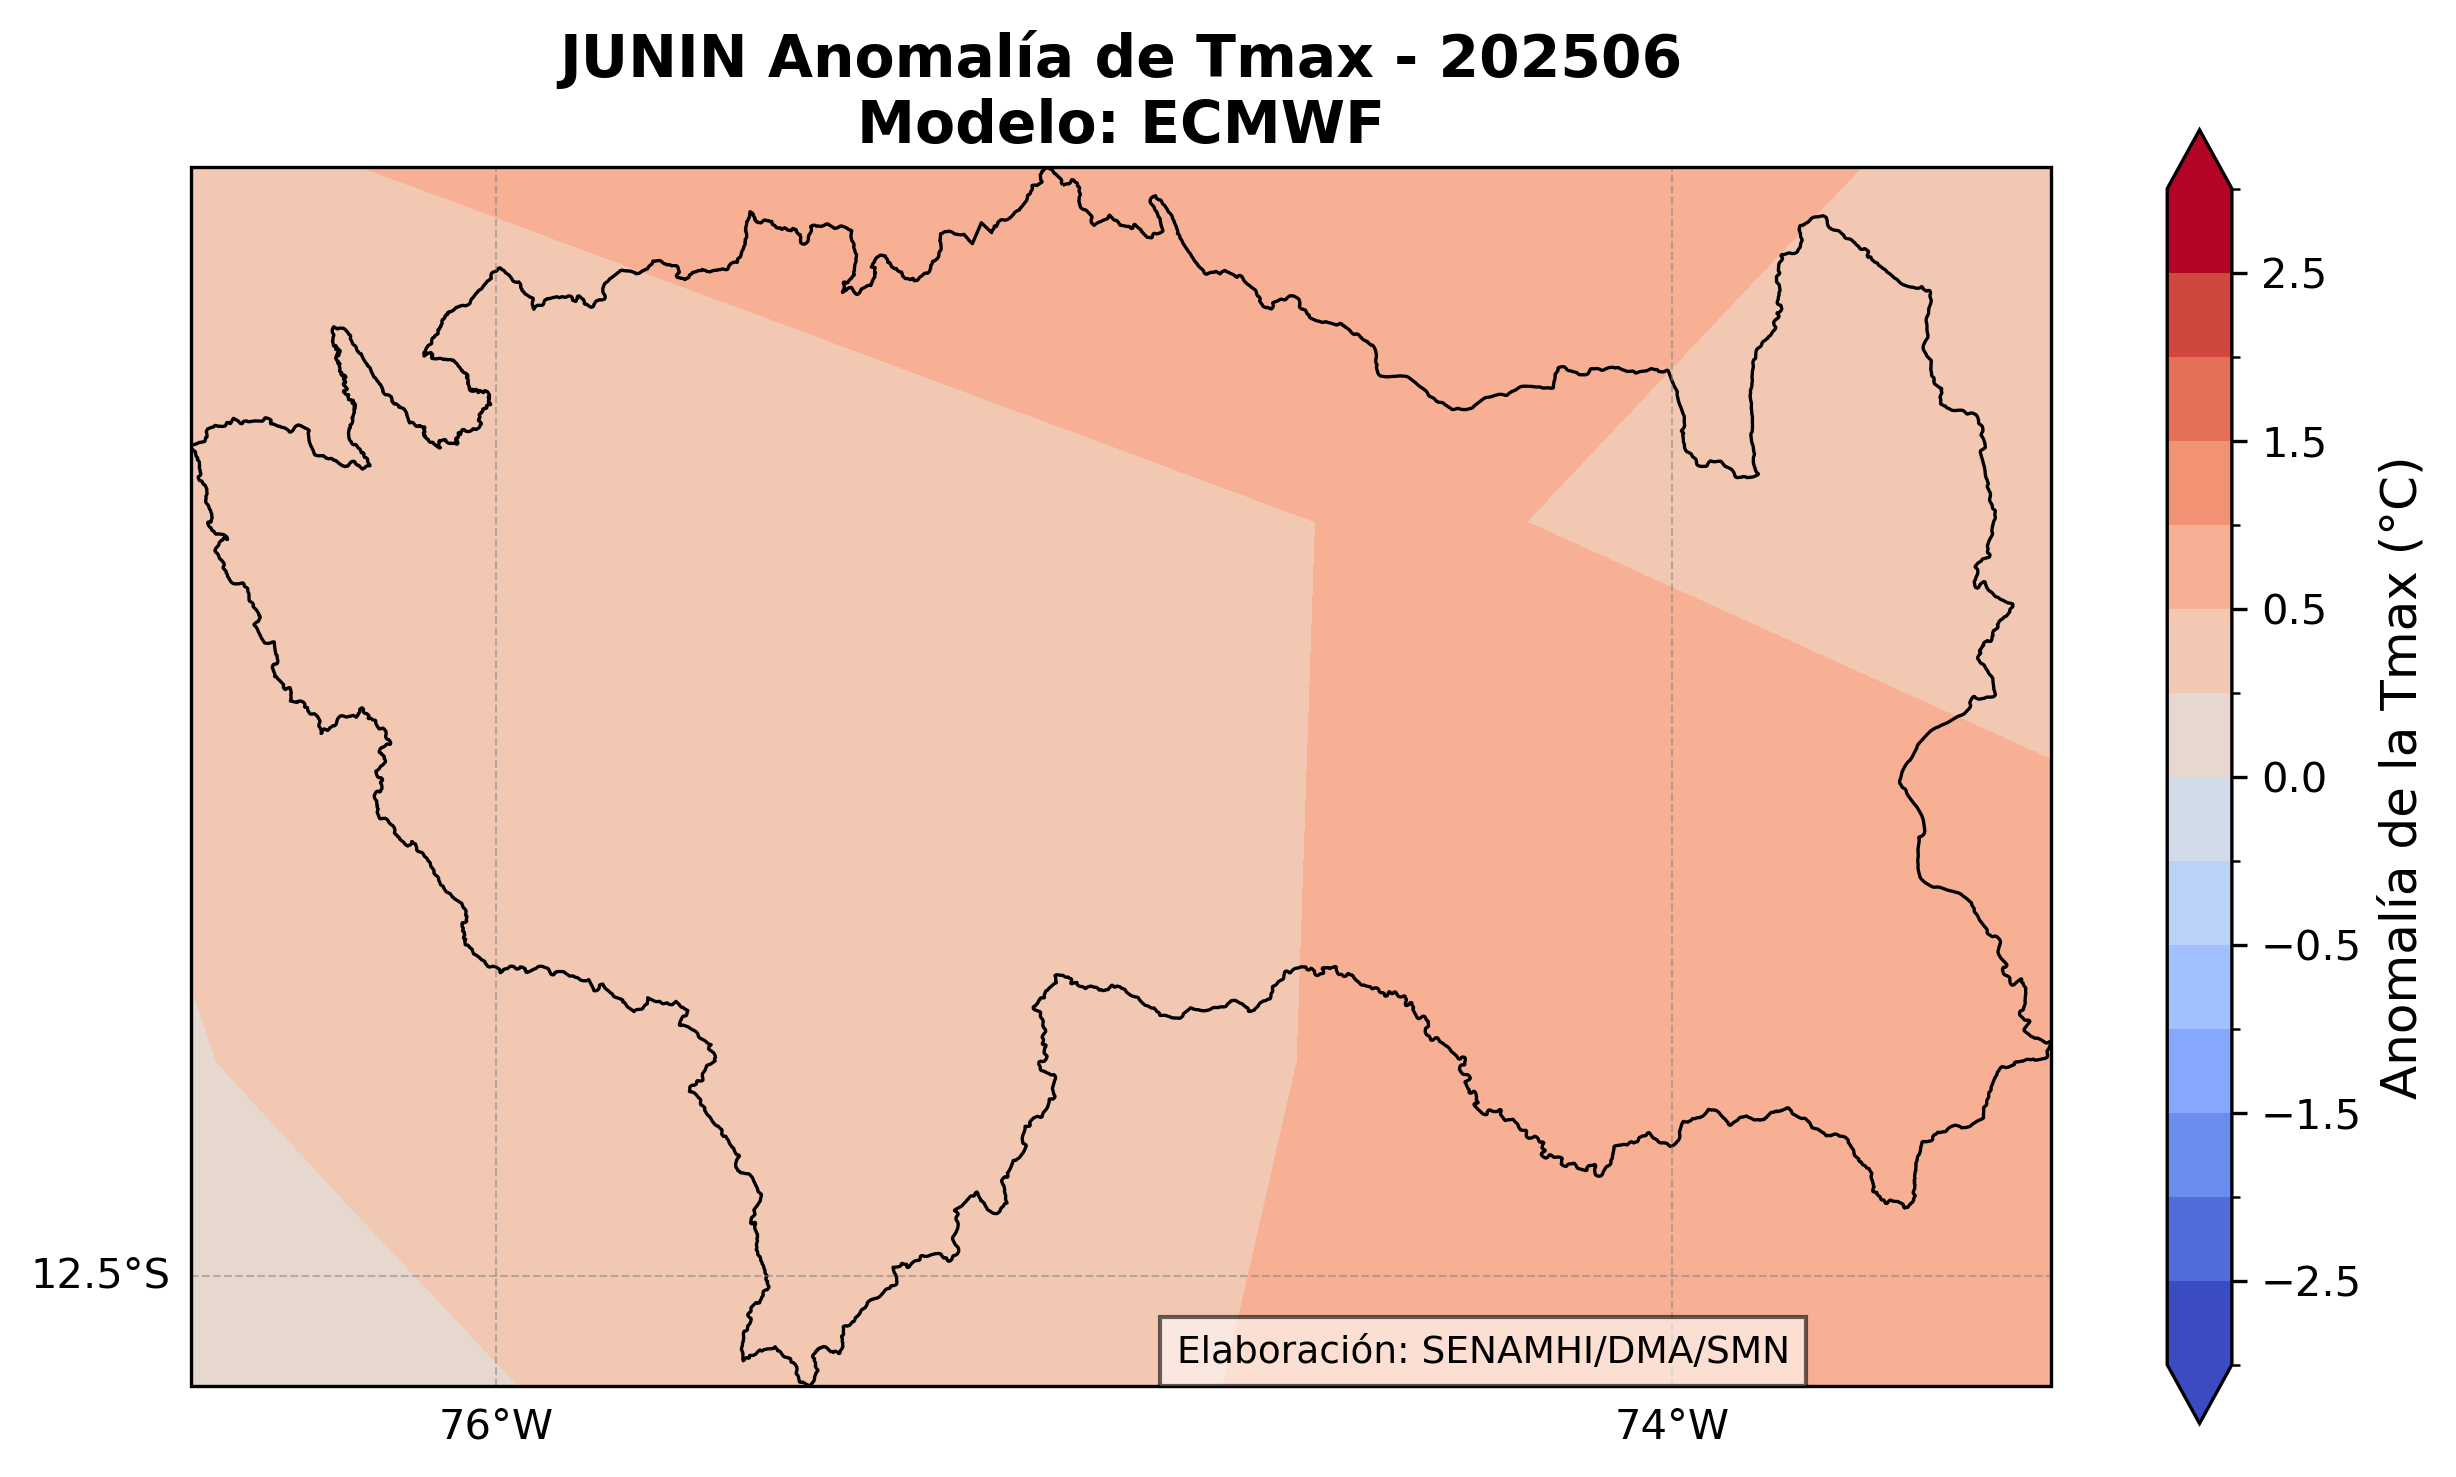 JUNIN Anomalía de Tmax - 202506
Modelo: ECMWF
2.5
1.5
0.5
0.0
−0.5
−1.5
−2.5
Anomalía de la Tmax (°C)
12.5°S
Elaboración: SENAMHI/DMA/SMN
76°W
74°W